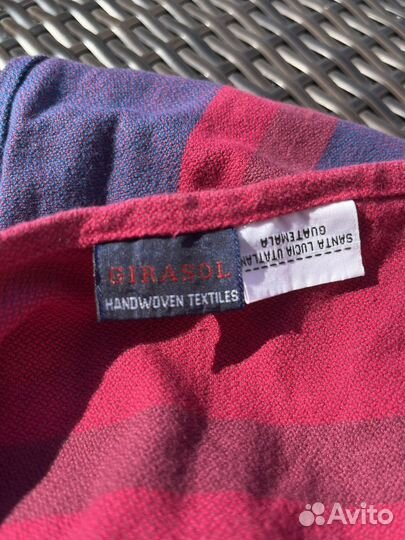 GIRASOL
HANDWOVEN TEXTILES
SANTA LUCIA UTATLAN
GUATEMALA
Avito